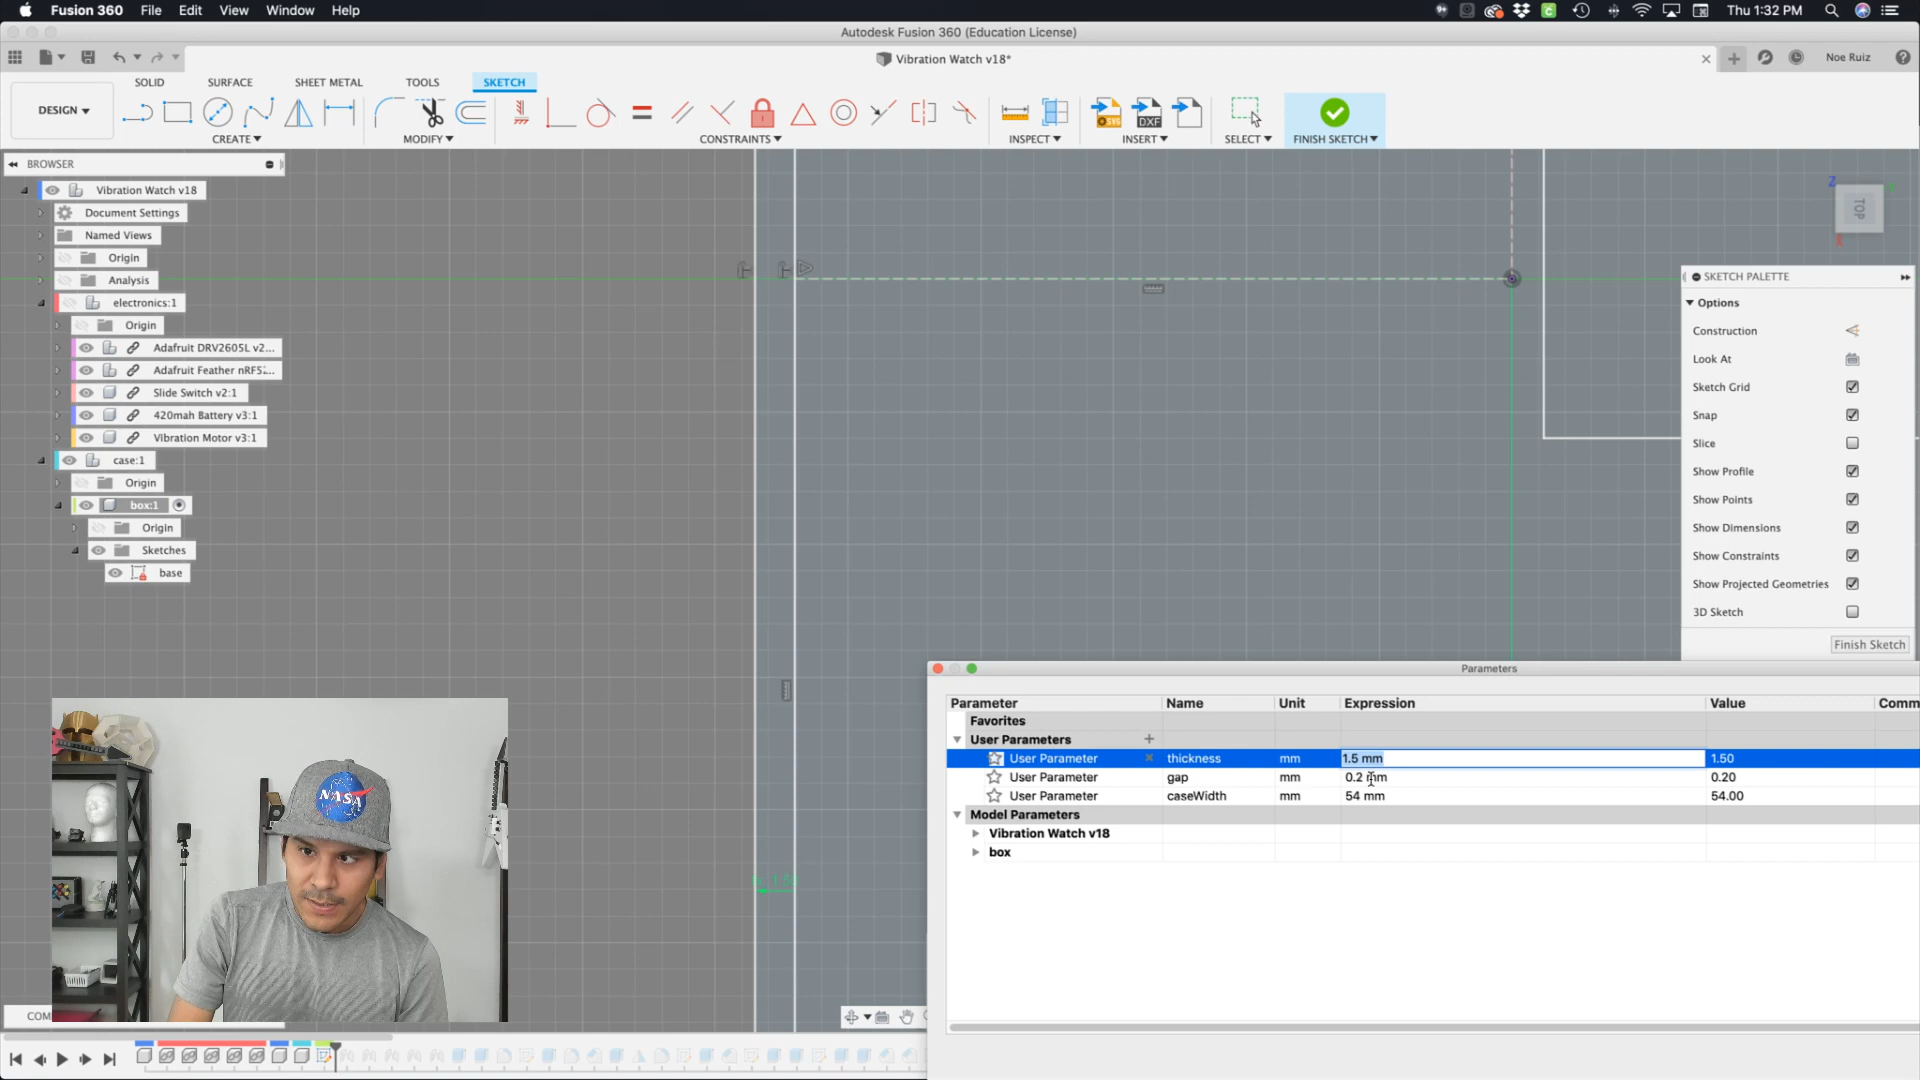 Fusion 360 File Edit View Window Help
Thu 1:32 PM
Autodesk Fusion 360 (Education License)
Vibration Watch v18*
Noe Ruiz
SOLID SURFACE SHEET METAL TOOLS SKETCH
DESIGN
CREATE MODIFY CONSTRAINTS INSPECT INSERT SELECT FINISH SKETCH
SVG
DXF
BROWSER
Vibration Watch v18
Document Settings
Named Views
Origin
Analysis
electronics:1
Origin
Adafruit DRV2605L v2...
Adafruit Feather nRF5:...
Slide Switch v2:1
420mah Battery v3:1
Vibration Motor v3:1
case:1
Origin
box:1
Origin
Sketches
base
Z
TOP
SKETCH PALETTE
Options
Construction
Look At
Sketch Grid
Snap
Slice
Show Profile
Show Points
Show Dimensions
Show Constraints
Show Projected Geometries
3D Sketch
Finish Sketch
Parameters
Parameter Name Unit Expression Value Comm
Favorites
User Parameters
User Parameter thickness mm 1.5 mm 1.50
User Parameter gap mm 0.2 mm 0.20
User Parameter caseWidth mm 54 mm 54.00
Model Parameters
Vibration Watch v18
box
NASA
COM